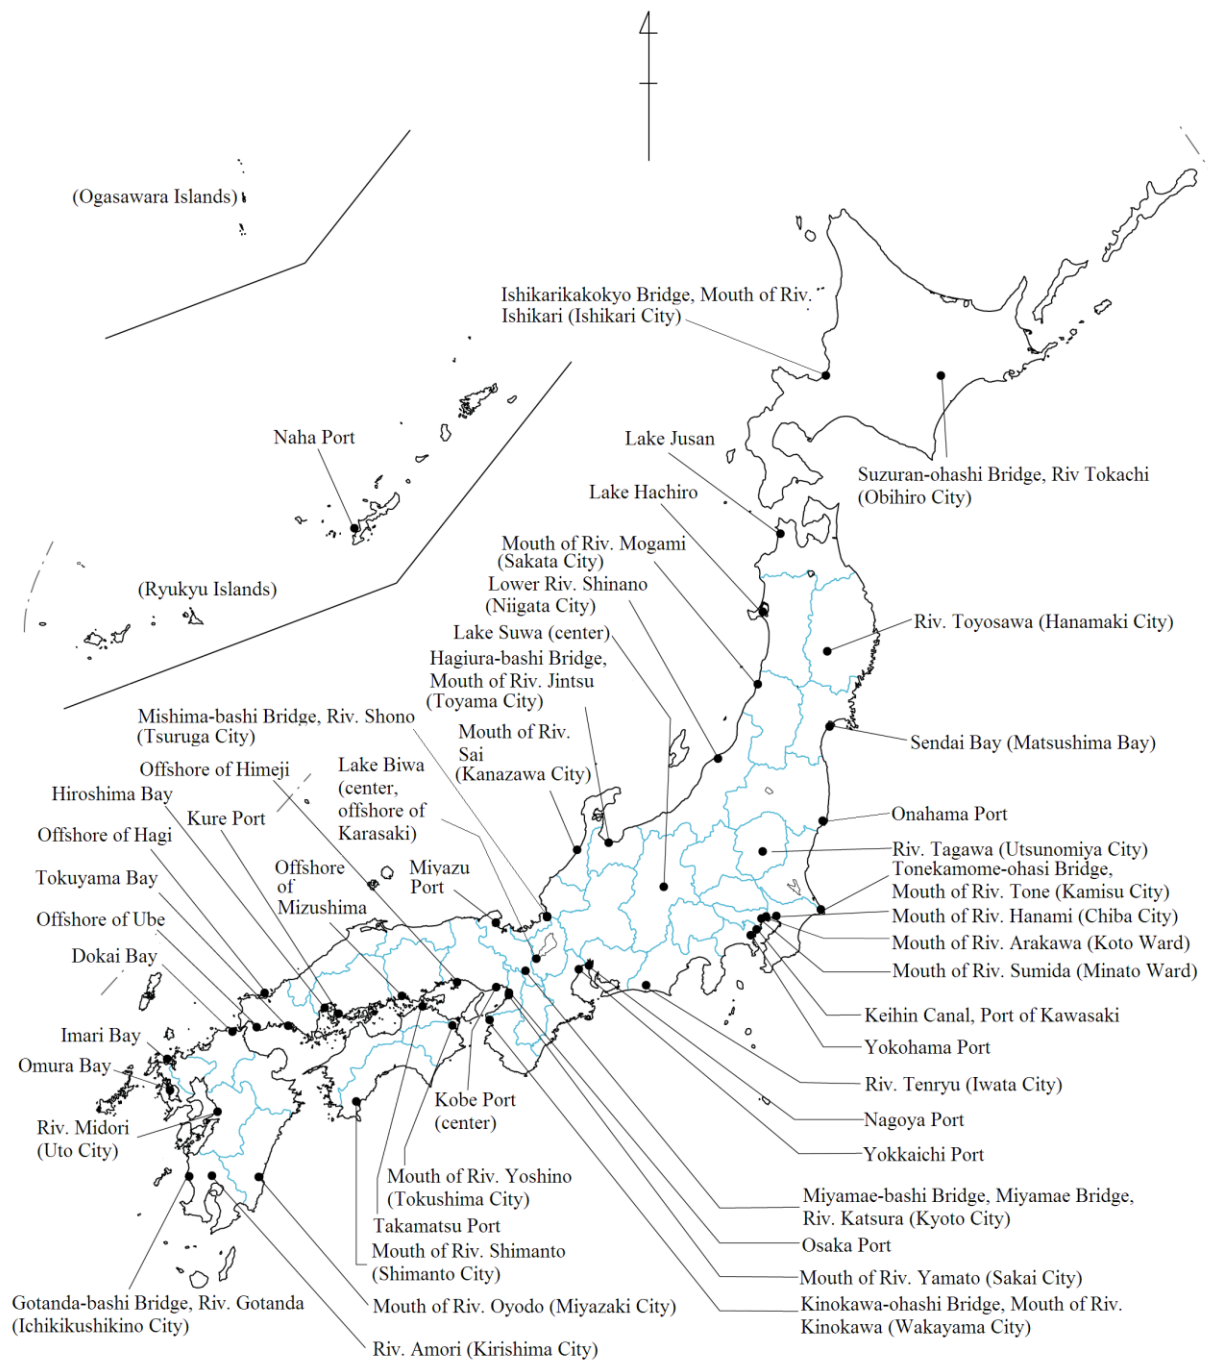 (Ogasawara Islands)
Ishikarikakokyo Bridge, Mouth of Riv.
Ishikari (Ishikari City)
Naha Port
Lake Jusan
Suzuran-ohashi Bridge, Riv Tokachi
(Obihiro City)
Lake Hachiro
Mouth of Riv. Mogami
(Sakata City)
Lower Riv. Shinano
(Niigata City)
(Ryukyu Islands)
Riv. Toyosawa (Hanamaki City)
Lake Suwa (center)
Hagiura-bashi Bridge,
Mouth of Riv. Jintsu
(Toyama City)
Mishima-bashi Bridge, Riv. Shono
(Tsuruga City)
Mouth of Riv.
Sai
(Kanazawa City)
Sendai Bay (Matsushima Bay)
Offshore of Himeji
Lake Biwa
(center,
offshore of
Karasaki)
Hiroshima Bay
Kure Port
Onahama Port
Offshore of Hagi
Riv. Tagawa (Utsunomiya City)
Offshore
of
Mizushima
Miyazu
Port
Tonekamome-ohasi Bridge,
Mouth of Riv. Tone (Kamisu City)
Tokuyama Bay
Mouth of Riv. Hanami (Chiba City)
Offshore of Ube
Mouth of Riv. Arakawa (Koto Ward)
Dokai Bay
Mouth of Riv. Sumida (Minato Ward)
Keihin Canal, Port of Kawasaki
Imari Bay
Yokohama Port
Omura Bay
Riv. Tenryu (Iwata City)
Kobe Port
(center)
Nagoya Port
Riv. Midori
(Uto City)
Yokkaichi Port
Mouth of Riv. Yoshino
(Tokushima City)
Miyamae-bashi Bridge, Miyamae Bridge,
Riv. Katsura (Kyoto City)
Takamatsu Port
Osaka Port
Mouth of Riv. Shimanto
(Shimanto City)
Mouth of Riv. Yamato (Sakai City)
Gotanda-bashi Bridge, Riv. Gotanda
(Ichikikushikino City)
Mouth of Riv. Oyodo (Miyazaki City)
Kinokawa-ohashi Bridge, Mouth of Riv.
Kinokawa (Wakayama City)
Riv. Amori (Kirishima City)